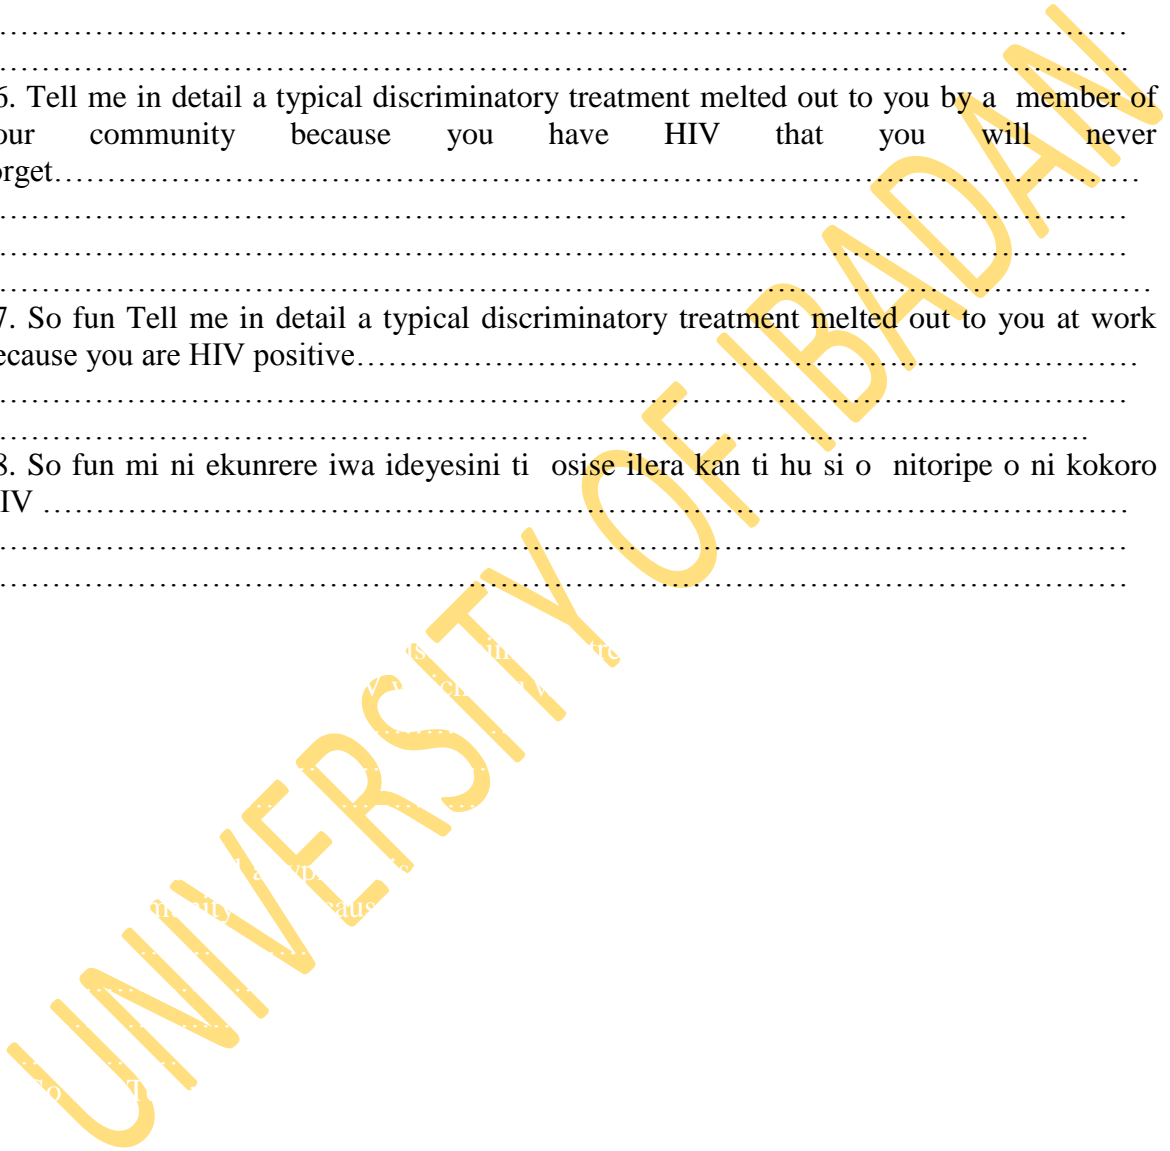 …………………………………………………………………………………………
…………………………………………………………………………………….…..
6. Tell me in detail a typical discriminatory treatment melted out to you by a member of
our community because you have HIV that you will never
orget…………………………………………………………………………………………
…………………………………………………………………………………………
…………………………………………………………………………………………
……………………………………………………………………………………………
7. So fun Tell me in detail a typical discriminatory treatment melted out to you at work
ecause you are HIV positive…………………………………………………………………
…………………………………………………………………………………………
……………………………………………………………...…………………….
8. So fun mi ni ekunrere iwa ideyesini ti osise ilera kan ti hu si o nitoripe o ni kokoro
IV …………………………………………………………………………………………
…………………………………………………………………………………………
…………………………………………………………………………………………
UNIVERSITY OF IBADAN